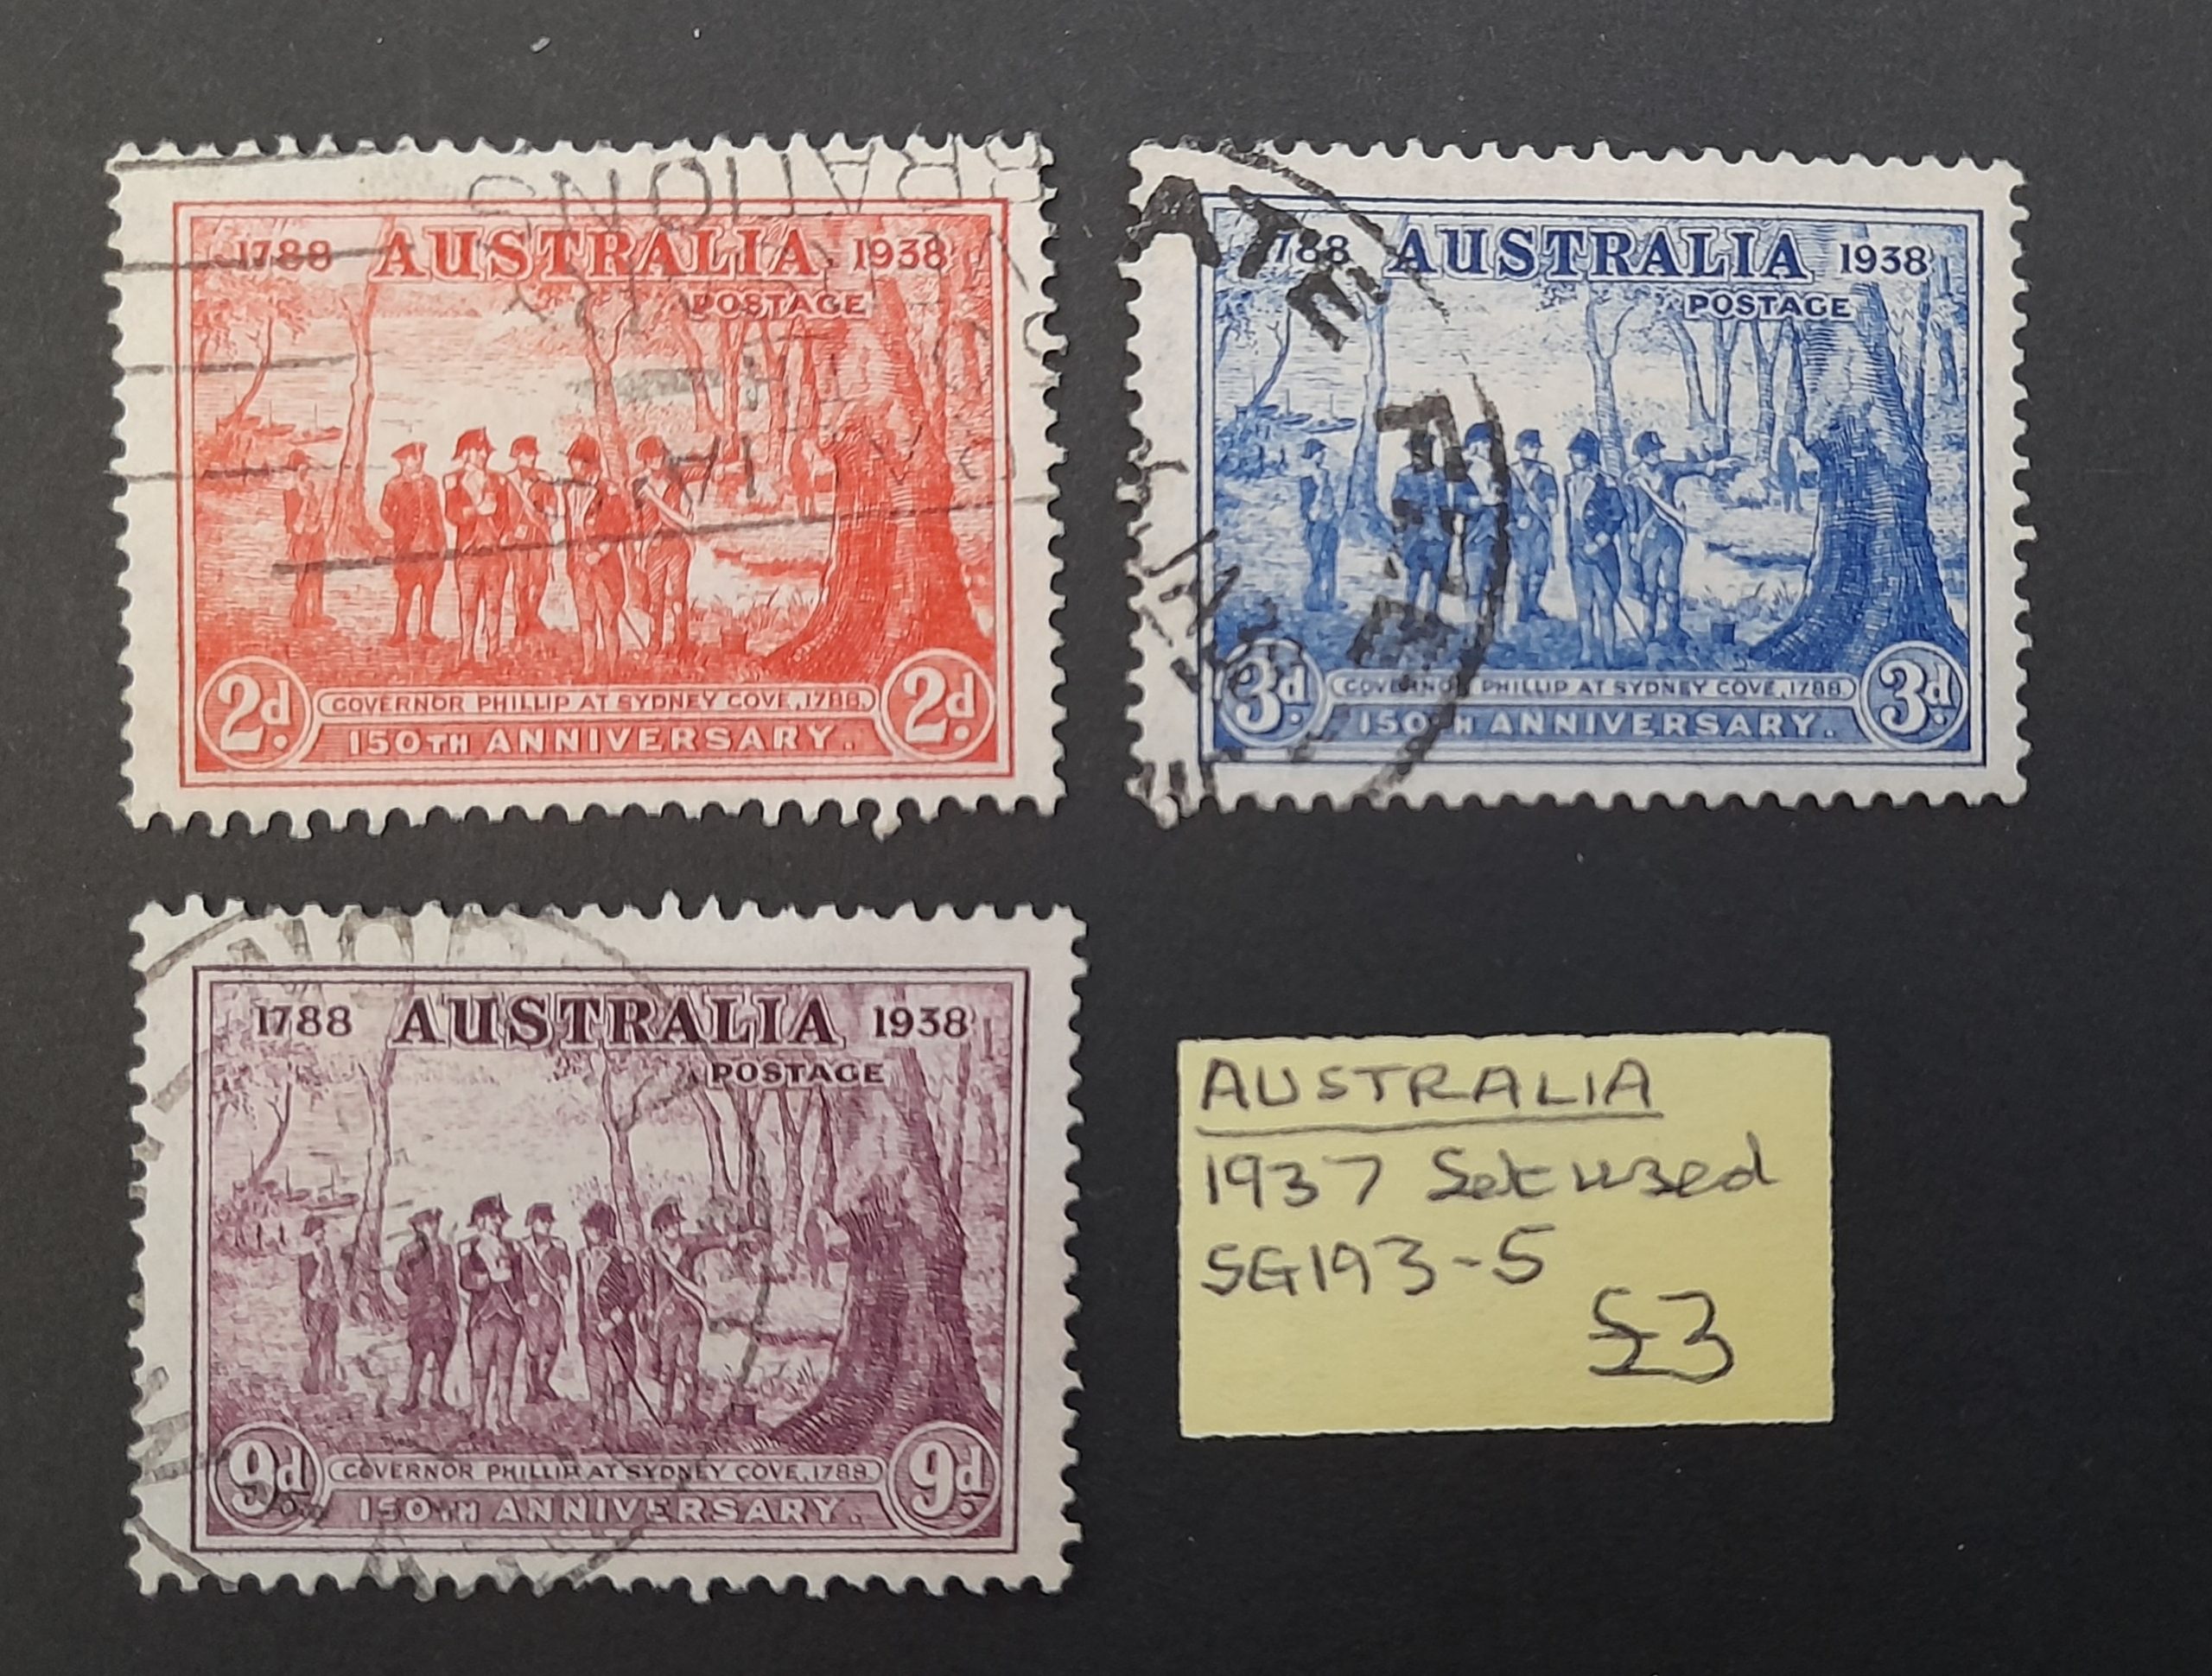 1788 AUSTRALIA 1938
POSTAGE
2d. GOVERNOR PHILLIP AT SYDNEY COVE, 1788. 2d.
150TH ANNIVERSARY.
RATIONS
1788 AUSTRALIA 1938
POSTAGE
3d. GOVERNOR PHILLIP AT SYDNEY COVE, 1788. 3d.
150TH ANNIVERSARY.
1788 AUSTRALIA 1938
POSTAGE
9d. GOVERNOR PHILLIP AT SYDNEY COVE, 1788. 9d.
150TH ANNIVERSARY.
AUSTRALIA
1937 Set used
SG193-5
£3